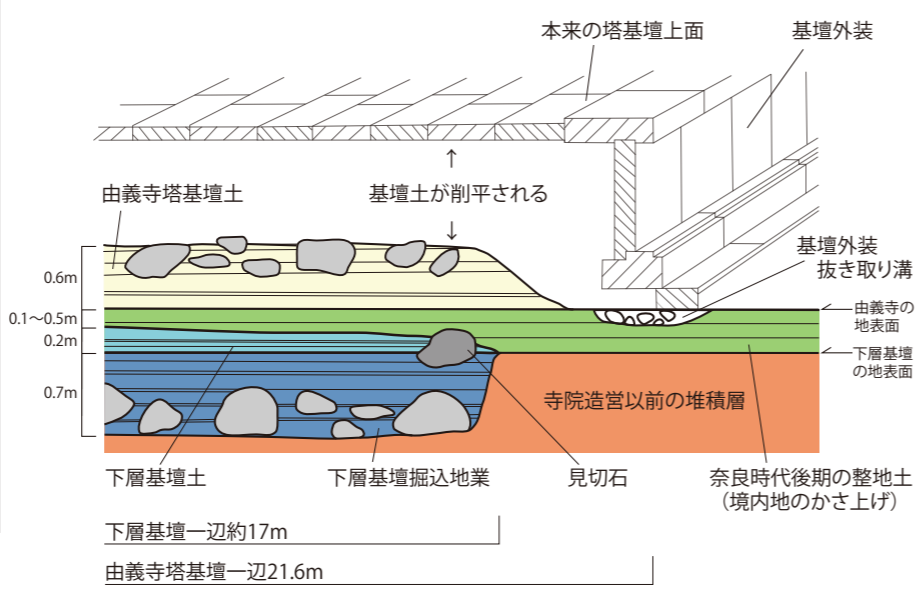 本来の塔基壇上面
基壇外装
由義寺塔基壇土
↑
基壇土が削平される
↓
基壇外装
抜き取り溝
0.6m
0.1〜0.5m
0.2m
0.7m
由義寺の
地表面
下層基壇
の地表面
寺院造営以前の堆積層
下層基壇土
下層基壇掘込地業
見切石
奈良時代後期の整地土
（境内地のかさ上げ）
下層基壇一辺約17m
由義寺塔基壇一辺21.6m